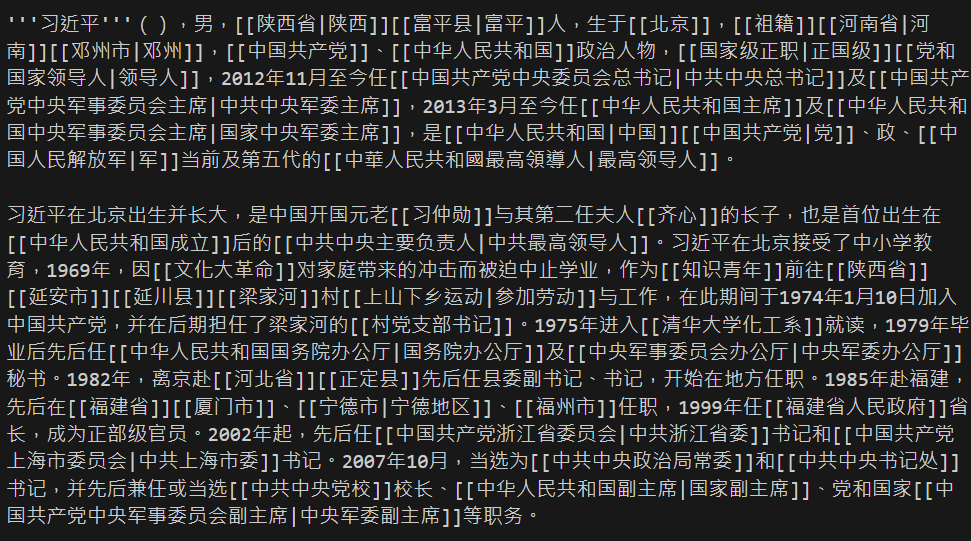 '''习近平'''（），男，[[陕西省|陕西]][[富平县|富平]]人，生于[[北京]]，[[祖籍]][[河南省|河
南]][[邓州市|邓州]]，[[中国共产党]]、[[中华人民共和国]]政治人物，[[国家级正职|正国级]][[党和
国家领导人|领导人]]，2012年11月至今任[[中国共产党中央委员会总书记|中共中央总书记]]及[[中国共产
党中央军事委员会主席|中共中央军委主席]]，2013年3月至今任[[中华人民共和国主席]]及[[中华人民共和
国中央军事委员会主席|国家中央军委主席]]，是[[中华人民共和国|中国]][[中国共产党|党]]、政、[[中
国人民解放军|军]]当前及第五代的[[中華人民共和國最高領導人|最高领导人]]。
习近平在北京出生并长大，是中国开国元老[[习仲勋]]与其第二任夫人[[齐心]]的长子，也是首位出生在
[[中华人民共和国成立]]后的[[中共中央主要负责人|中共最高领导人]]。习近平在北京接受了中小学教
育，1969年，因[[文化大革命]]对家庭带来的冲击而被迫中止学业，作为[[知识青年]]前往[[陕西省]]
[[延安市]][[延川县]][[梁家河]]村[[上山下乡运动|参加劳动]]与工作，在此期间于1974年1月10日加入
中国共产党，并在后期担任了梁家河的[[村党支部书记]]。1975年进入[[清华大学化工系]]就读，1979年毕
业后先后任[[中华人民共和国国务院办公厅|国务院办公厅]]及[[中央军事委员会办公厅|中央军委办公厅]]
秘书。1982年，离京赴[[河北省]][[正定县]]先后任县委副书记、书记，开始在地方任职。1985年赴福建，
先后在[[福建省]][[厦门市]]、[[宁德市|宁德地区]]、[[福州市]]任职，1999年任[[福建省人民政府]]省
长，成为正部级官员。2002年起，先后任[[中国共产党浙江省委员会|中共浙江省委]]书记和[[中国共产党
上海市委员会|中共上海市委]]书记。2007年10月，当选为[[中共中央政治局常委]]和[[中共中央书记处]]
书记，并先后兼任或当选[[中共中央党校]]校长、[[中华人民共和国副主席|国家副主席]]、党和国家[[中
国共产党中央军事委员会副主席|中央军委副主席]]等职务。